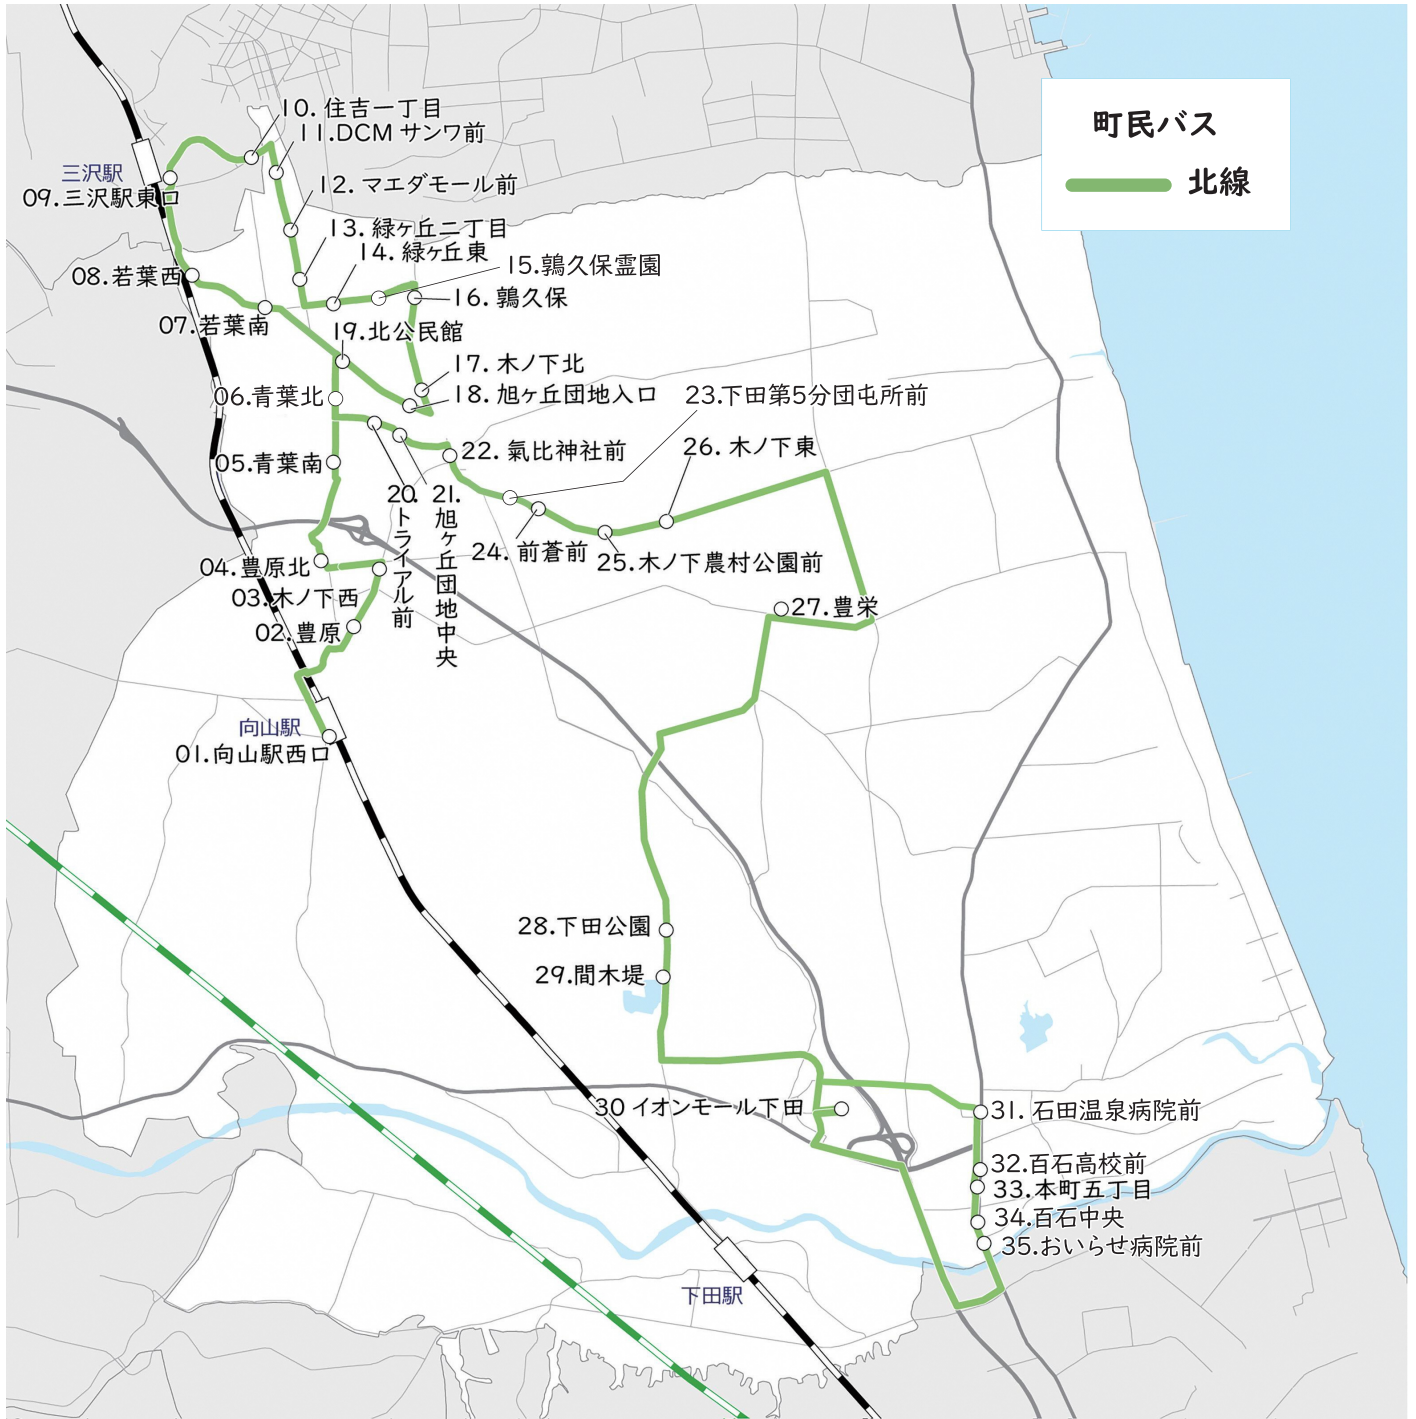 町民バス
北線
10. 住吉一丁目
11.DCM サンワ前
三沢駅
09.三沢駅東口
12. マエダモール前
13. 緑ヶ丘二丁目
14. 緑ヶ丘東
15.鶉久保霊園
08.若葉西
16. 鶉久保
07.若葉南
19.北公民館
17. 木ノ下北
06.青葉北
18. 旭ヶ丘団地入口
23.下田第5分団屯所前
22. 氣比神社前
26. 木ノ下東
05.青葉南
20.トライアル前
21.旭ヶ丘団地中央
24. 前蒼前
25.木ノ下農村公園前
04.豊原北
03.木ノ下西
27.豊栄
02.豊原
向山駅
01.向山駅西口
28.下田公園
29.間木堤
30 イオンモール下田
31. 石田温泉病院前
32.百石高校前
33.本町五丁目
34.百石中央
35.おいらせ病院前
下田駅